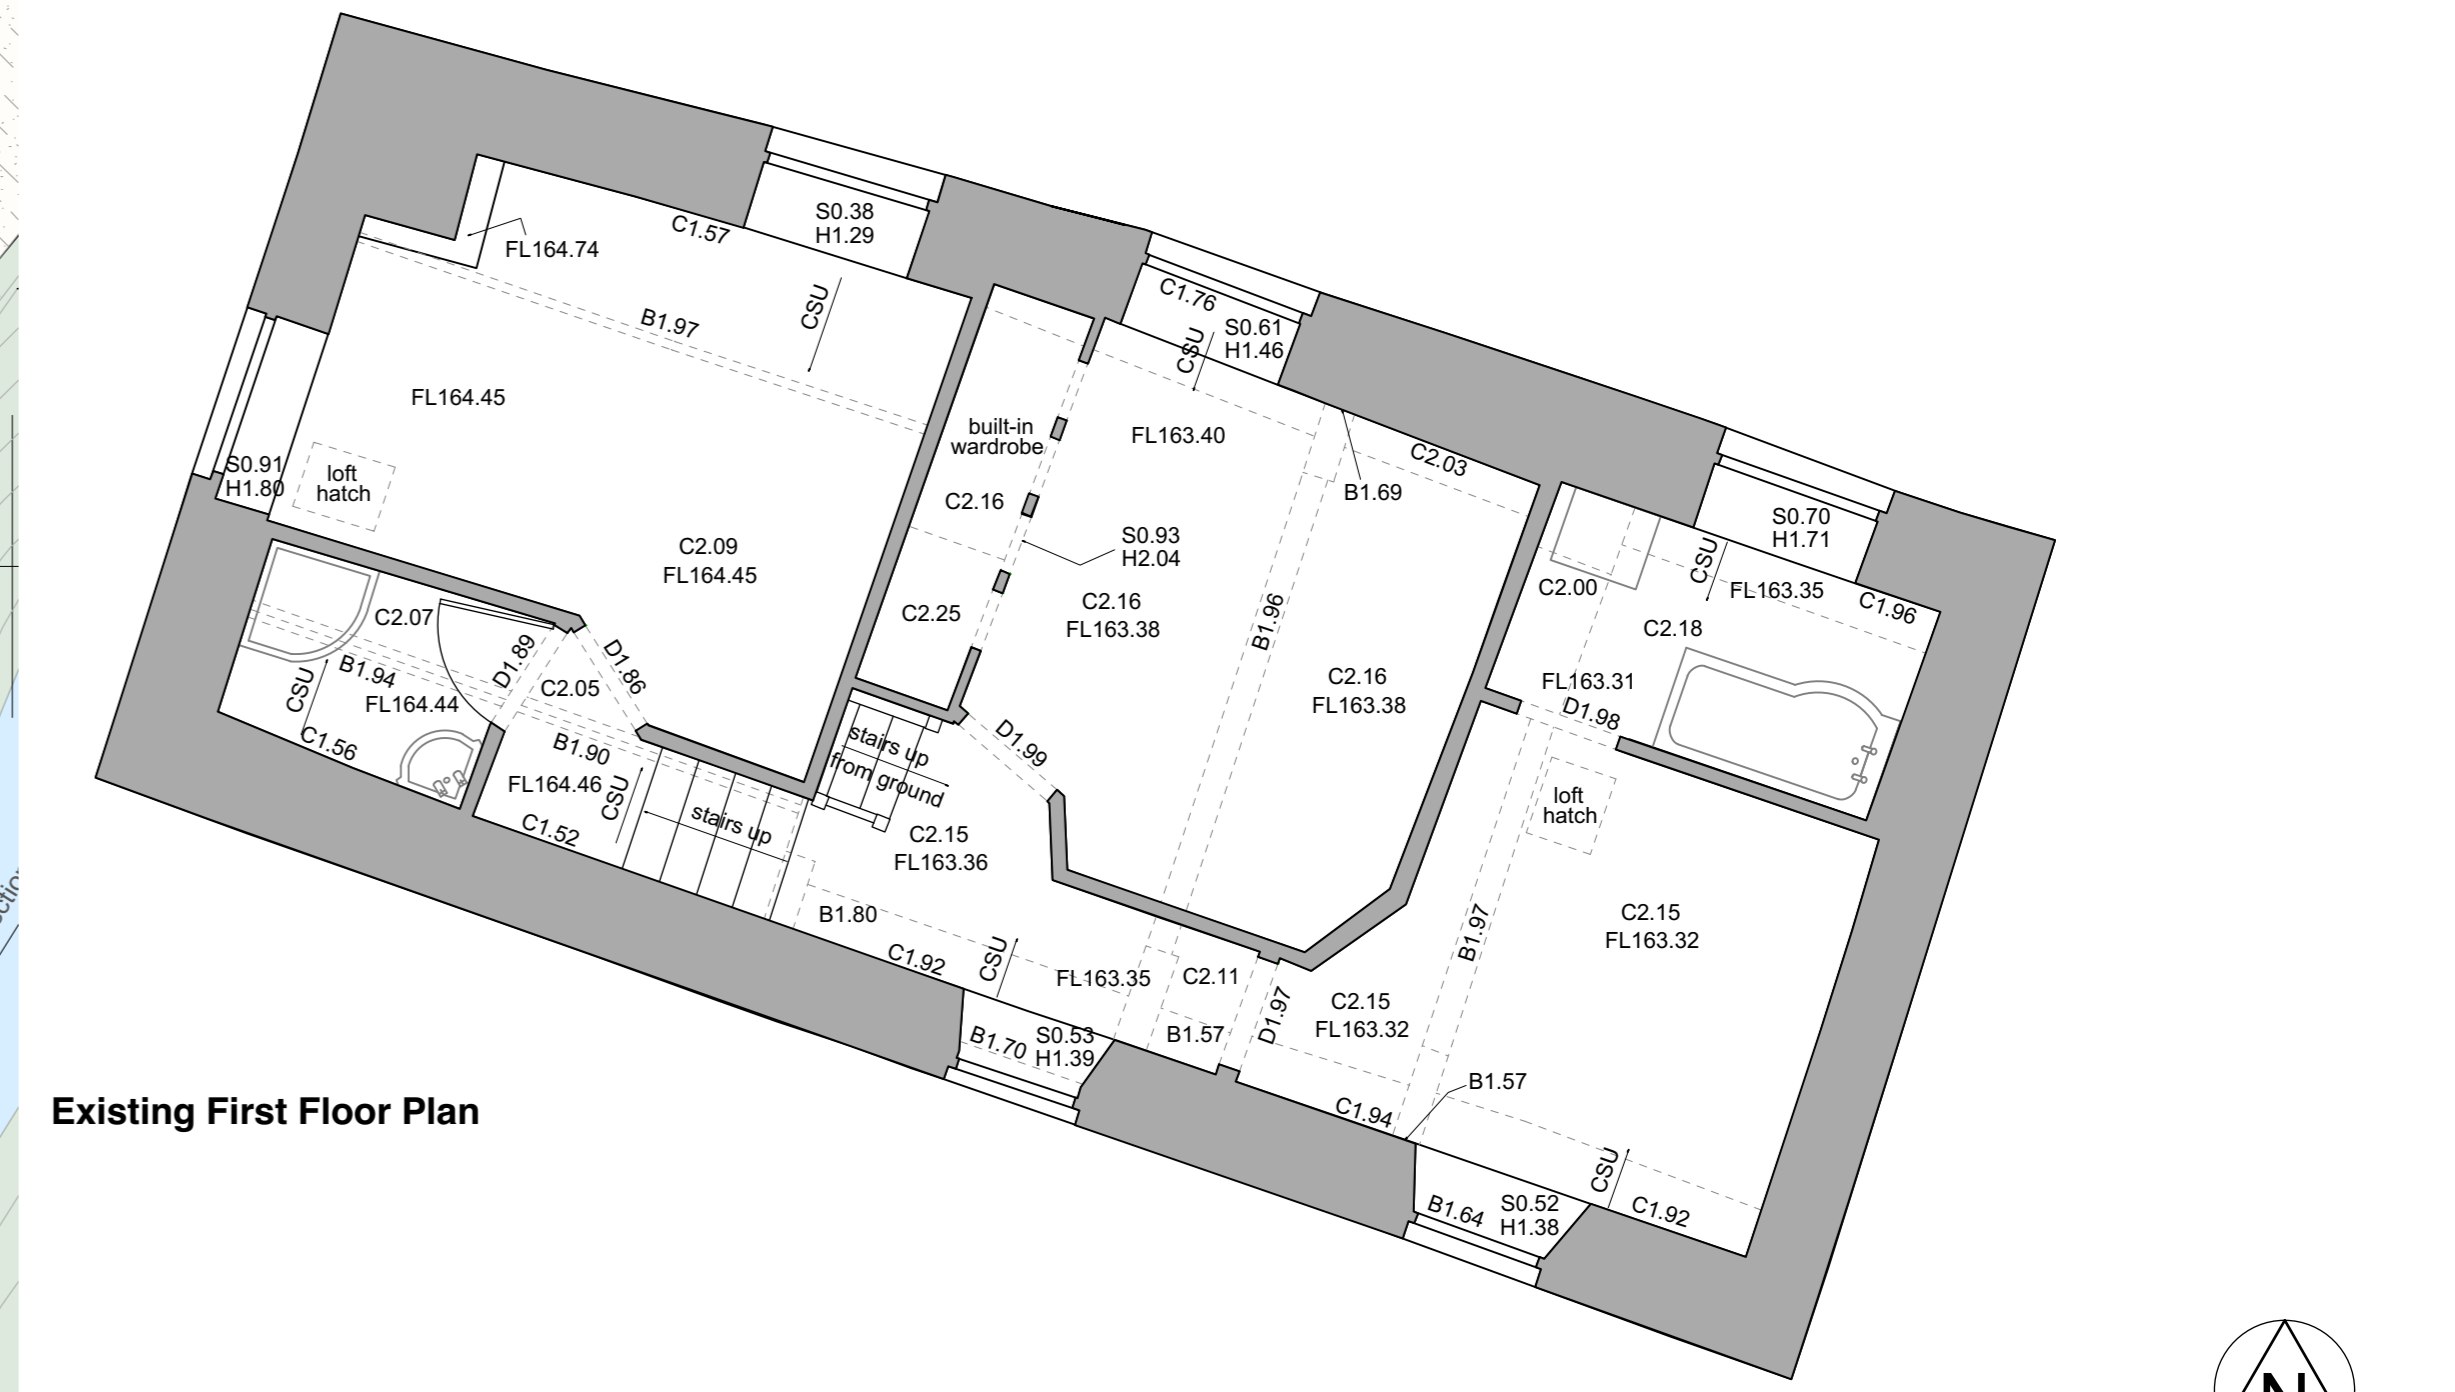 S0.38
H1.29
C1.57
FL164.74
CSU
B1.97
C1.76
S0.61
H1.46
CSU
FL164.45
built-in
wardrobe
FL163.40
C2.03
B1.69
S0.91
H1.80
loft
hatch
C2.16
S0.93
H2.04
S0.70
H1.71
CSU
C2.09
FL164.45
C2.00
FL163.35
C1.96
C2.07
C2.25
C2.16
FL163.38
B1.96
C2.18
D1.89
D1.86
B1.94
CSU
C2.05
FL164.44
C2.16
FL163.38
FL163.31
D1.98
C1.56
B1.90
FL164.46
CSU
C1.52
stairs up
stairs up
from ground
D1.99
loft
hatch
C2.15
FL163.36
B1.80
C1.92
CSU
FL163.35
C2.11
B1.97
C2.15
FL163.32
C2.15
FL163.32
D1.97
B1.57
B1.70
S0.53
H1.39
B1.57
C1.94
CSU
B1.64
S0.52
H1.38
C1.92
Existing First Floor Plan
N